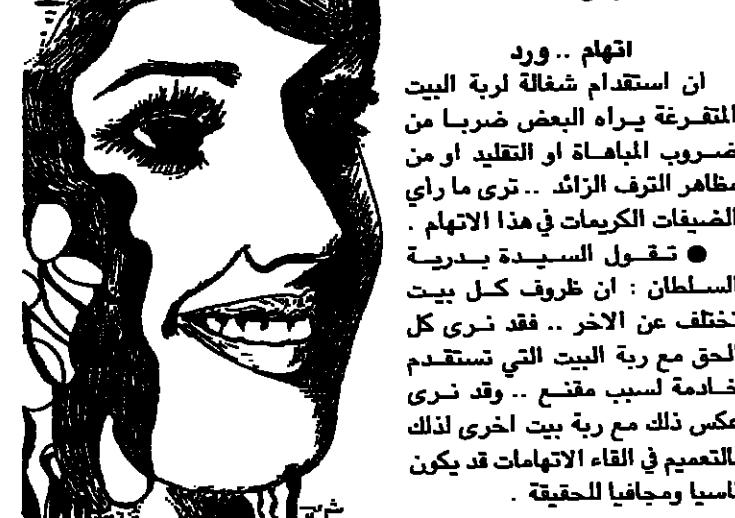 اتهام .. ورد
ان استقدام شغالة لربة البيت
المتفرغة يراه البعض ضربا من
ضروب المباهاة او التقليد او من
مظاهر الترف الزائد .. ترى ما راي
الضيفات الكريمات في هذا الاتهام .
● تقول السيدة بدرية
السلطان : ان ظروف كل بيت
تختلف عن الاخر .. فقد نرى كل
الحق مع ربة البيت التي تستقدم
خادمة لسبب مقنع .. وقد نرى
عكس ذلك مع ربة بيت اخرى لذلك
فالتعميم في القاء الاتهامات قد يكون
قاسيا ومجافيا للحقيقة .